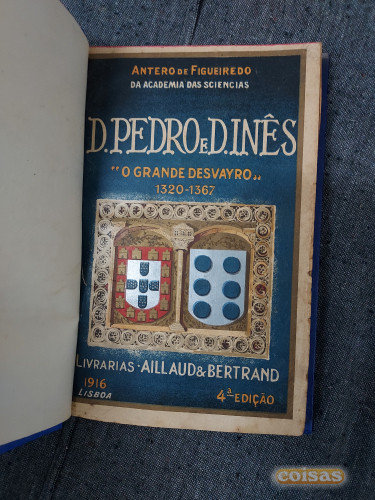 ANTERO DE FIGUEIREDO
DA ACADEMIA DAS SCIENCIAS
D. PEDRO E D. INÊS
"O GRANDE DESVAYRO"
1320-1367
LIVRARIAS · AILLAUD & BERTRAND
1916
LISBOA
4ª EDIÇÃO
coisas